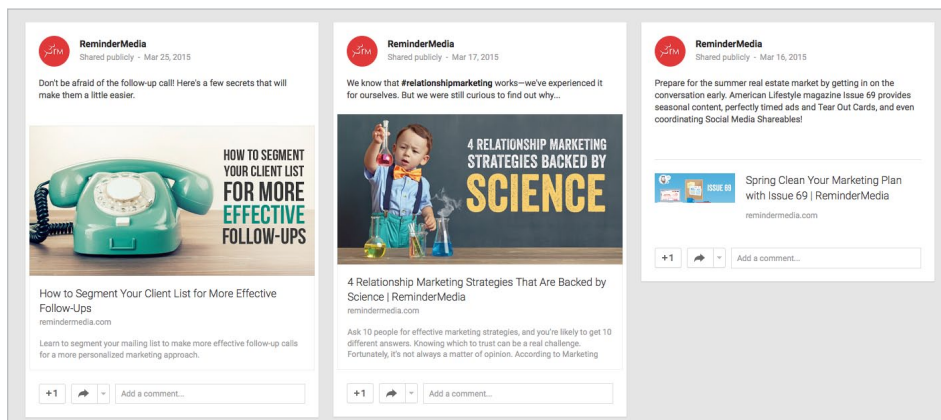 rM
ReminderMedia
Shared publicly - Mar 25, 2015
Don't be afraid of the follow-up call! Here's a few secrets that will
make them a little easier.
HOW TO SEGMENT
YOUR CLIENT LIST
FOR MORE
EFFECTIVE
FOLLOW-UPS
How to Segment Your Client List for More Effective
Follow-Ups
remindermedia.com
Learn to segment your mailing list to make more effective follow-up calls
for a more personalized marketing approach.
+1
Add a comment...
rM
ReminderMedia
Shared publicly - Mar 17, 2015
We know that #relationshipmarketing works—we've experienced it
for ourselves. But we were still curious to find out why...
4 RELATIONSHIP MARKETING
STRATEGIES BACKED BY
SCIENCE
4 Relationship Marketing Strategies That Are Backed by
Science | ReminderMedia
remindermedia.com
Ask 10 people for effective marketing strategies, and you're likely to get 10
different answers. Knowing which to trust can be a real challenge.
Fortunately, it's not always a matter of opinion. According to Marketing
+1
Add a comment...
rM
ReminderMedia
Shared publicly - Mar 16, 2015
Prepare for the summer real estate market by getting in on the
conversation early. American Lifestyle magazine Issue 69 provides
seasonal content, perfectly timed ads and Tear Out Cards, and even
coordinating Social Media Shareables!
ISSUE 69
Spring Clean Your Marketing Plan
with Issue 69 | ReminderMedia
remindermedia.com
+1
Add a comment...